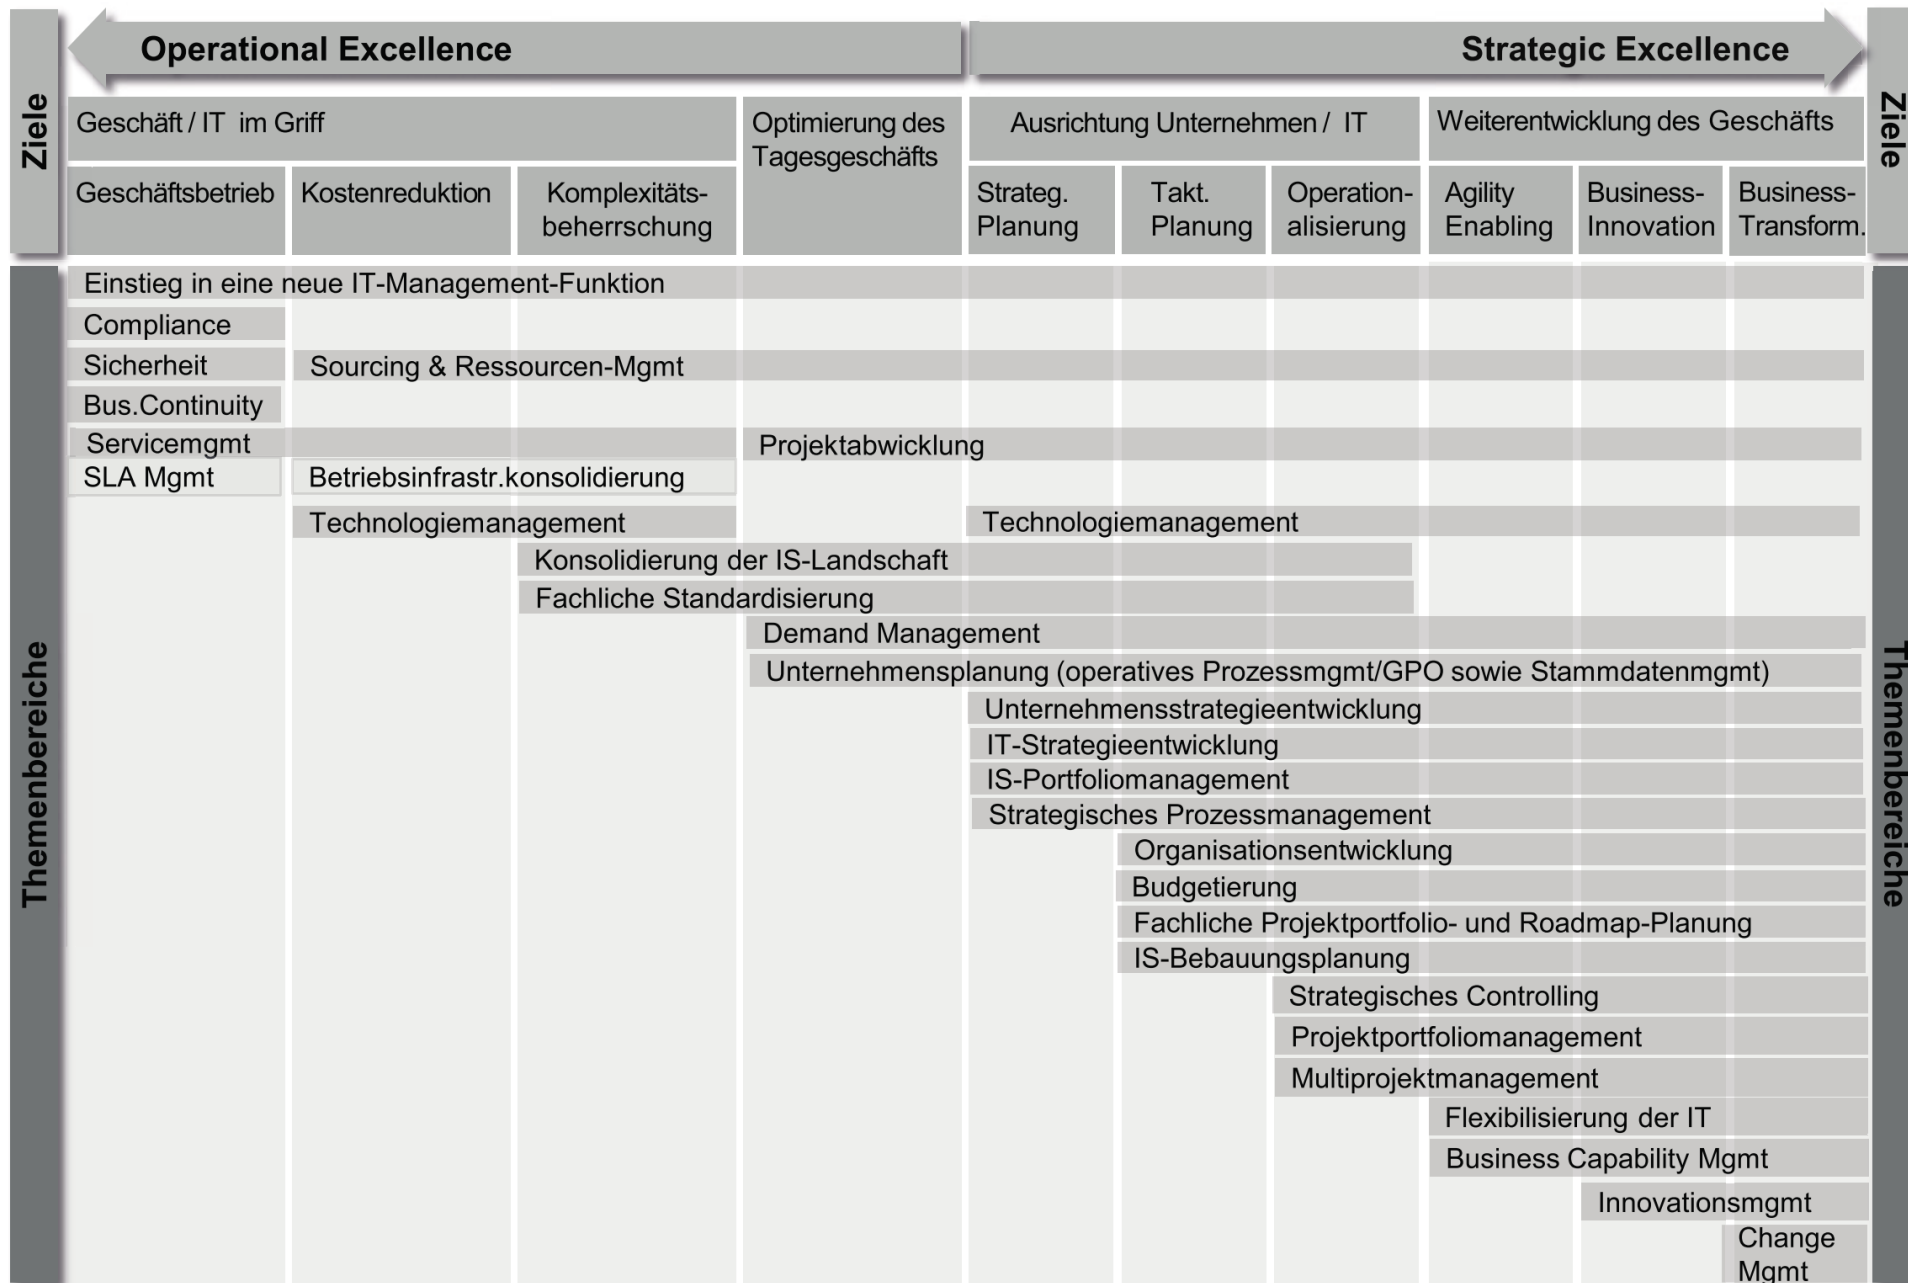 Operational Excellence
Strategic Excellence
Ziele
Ziele
Geschäft / IT im Griff
Optimierung des
Tagesgeschäfts
Ausrichtung Unternehmen / IT
Weiterentwicklung des Geschäfts
Geschäftsbetrieb
Kostenreduktion
Komplexitäts-
beherrschung
Strateg.
Planung
Takt.
Planung
Operation-
alisierung
Agility
Enabling
Business-
Innovation
Business-
Transform.
Themenbereiche
Themenbereiche
Einstieg in eine neue IT-Management-Funktion
Compliance
Sicherheit
Sourcing & Ressourcen-Mgmt
Bus.Continuity
Servicemgmt
Projektabwicklung
SLA Mgmt
Betriebsinfrastr.konsolidierung
Technologiemanagement
Technologiemanagement
Konsolidierung der IS-Landschaft
Fachliche Standardisierung
Demand Management
Unternehmensplanung (operatives Prozessmgmt/GPO sowie Stammdatenmgmt)
Unternehmensstrategieentwicklung
IT-Strategieentwicklung
IS-Portfoliomanagement
Strategisches Prozessmanagement
Organisationsentwicklung
Budgetierung
Fachliche Projektportfolio- und Roadmap-Planung
IS-Bebauungsplanung
Strategisches Controlling
Projektportfoliomanagement
Multiprojektmanagement
Flexibilisierung der IT
Business Capability Mgmt
Innovationsmgmt
Change
Mgmt